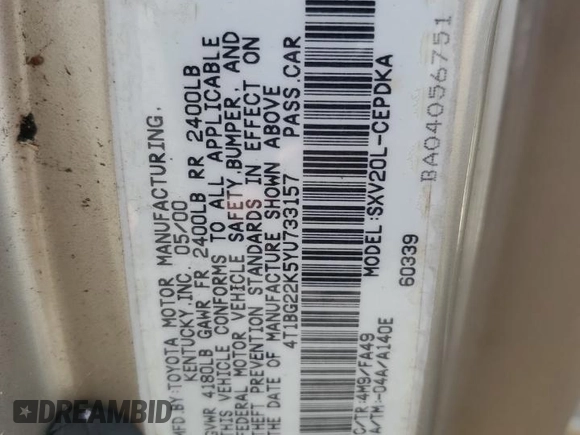 MFD.BY:TOYOTA MOTOR MANUFACTURING,
KENTUCKY,INC. 05/00
GVWR 4180LB GAWR FR 2400LB RR 2400LB
THIS VEHICLE CONFORMS TO ALL APPLICABLE
FEDERAL MOTOR VEHICLE SAFETY,BUMPER, AND
THEFT PREVENTION STANDARDS IN EFFECT ON
THE DATE OF MANUFACTURE SHOWN ABOVE
4T1BG22K5YU733157 PASS.CAR
C/TR:4M9/FA49 MODEL:SXV20L-CEPDKA
A/TM:-04A/A140E
60339
BA04056751
DREAMBID